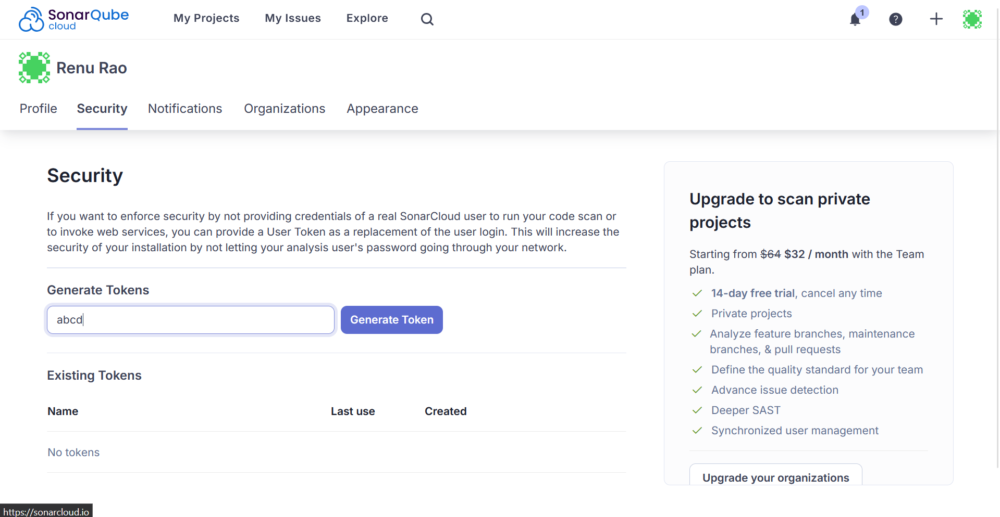 SonarQube
cloud
My Projects
My Issues
Explore
1
?
Renu Rao
Profile
Security
Notifications
Organizations
Appearance
Security
If you want to enforce security by not providing credentials of a real SonarCloud user to run your code scan or
to invoke web services, you can provide a User Token as a replacement of the user login. This will increase the
security of your installation by not letting your analysis user's password going through your network.
Generate Tokens
abcd
Generate Token
Existing Tokens
Name
Last use
Created
No tokens
Upgrade to scan private
projects
Starting from $64 $32 / month with the Team
plan.
14-day free trial, cancel any time
Private projects
Analyze feature branches, maintenance
branches, & pull requests
Define the quality standard for your team
Advance issue detection
Deeper SAST
Synchronized user management
Upgrade your organizations
https://sonarcloud.io